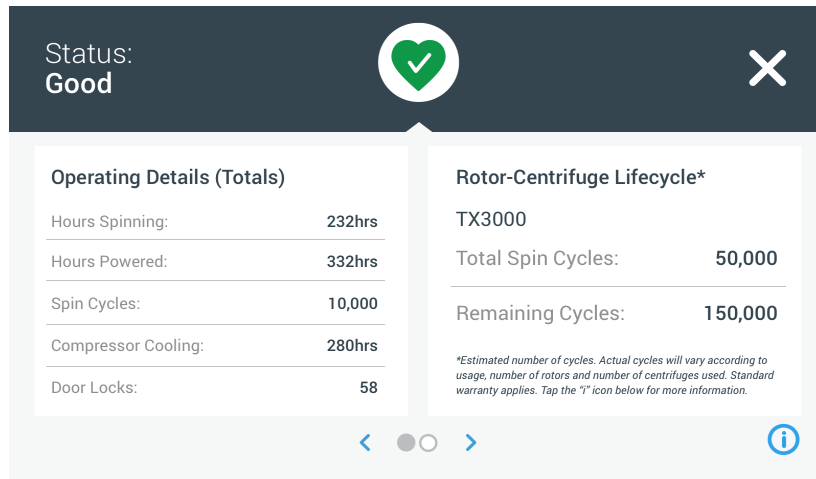 Status:
Good
Operating Details (Totals)
Hours Spinning: 232hrs
Hours Powered: 332hrs
Spin Cycles: 10,000
Compressor Cooling: 280hrs
Door Locks: 58
Rotor-Centrifuge Lifecycle*
TX3000
Total Spin Cycles: 50,000
Remaining Cycles: 150,000
*Estimated number of cycles. Actual cycles will vary according to
usage, number of rotors and number of centrifuges used. Standard
warranty applies. Tap the “i” icon below for more information.
i